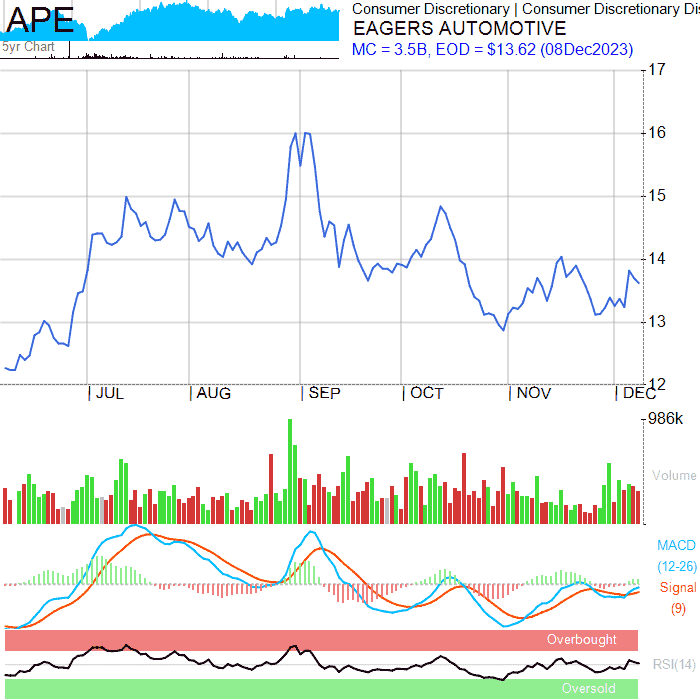 APE
5yr Chart
Consumer Discretionary | Consumer Discretionary Dis
EAGERS AUTOMOTIVE
MC = 3.5B, EOD = $13.62 (08Dec2023)
17
16
15
14
13
12
JUL AUG SEP OCT NOV DEC
986k
Volume
MACD
(12-26)
Signal
(9)
Overbought
RSI(14)
Oversold